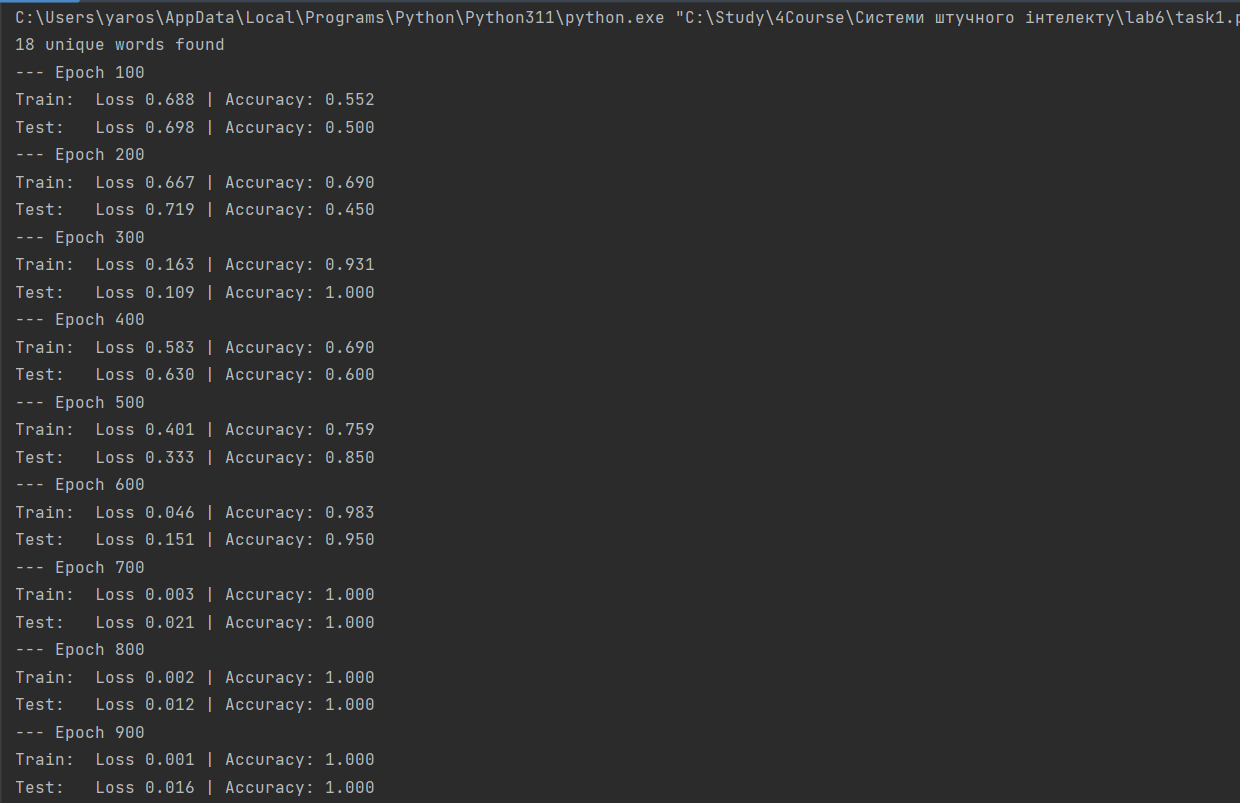 C:\Users\yaros\AppData\Local\Programs\Python\Python311\python.exe "C:\Study\4Course\Системи штучного інтелекту\lab6\task1.p
18 unique words found
--- Epoch 100
Train:  Loss 0.688 | Accuracy: 0.552
Test:   Loss 0.698 | Accuracy: 0.500
--- Epoch 200
Train:  Loss 0.667 | Accuracy: 0.690
Test:   Loss 0.719 | Accuracy: 0.450
--- Epoch 300
Train:  Loss 0.163 | Accuracy: 0.931
Test:   Loss 0.109 | Accuracy: 1.000
--- Epoch 400
Train:  Loss 0.583 | Accuracy: 0.690
Test:   Loss 0.630 | Accuracy: 0.600
--- Epoch 500
Train:  Loss 0.401 | Accuracy: 0.759
Test:   Loss 0.333 | Accuracy: 0.850
--- Epoch 600
Train:  Loss 0.046 | Accuracy: 0.983
Test:   Loss 0.151 | Accuracy: 0.950
--- Epoch 700
Train:  Loss 0.003 | Accuracy: 1.000
Test:   Loss 0.021 | Accuracy: 1.000
--- Epoch 800
Train:  Loss 0.002 | Accuracy: 1.000
Test:   Loss 0.012 | Accuracy: 1.000
--- Epoch 900
Train:  Loss 0.001 | Accuracy: 1.000
Test:   Loss 0.016 | Accuracy: 1.000